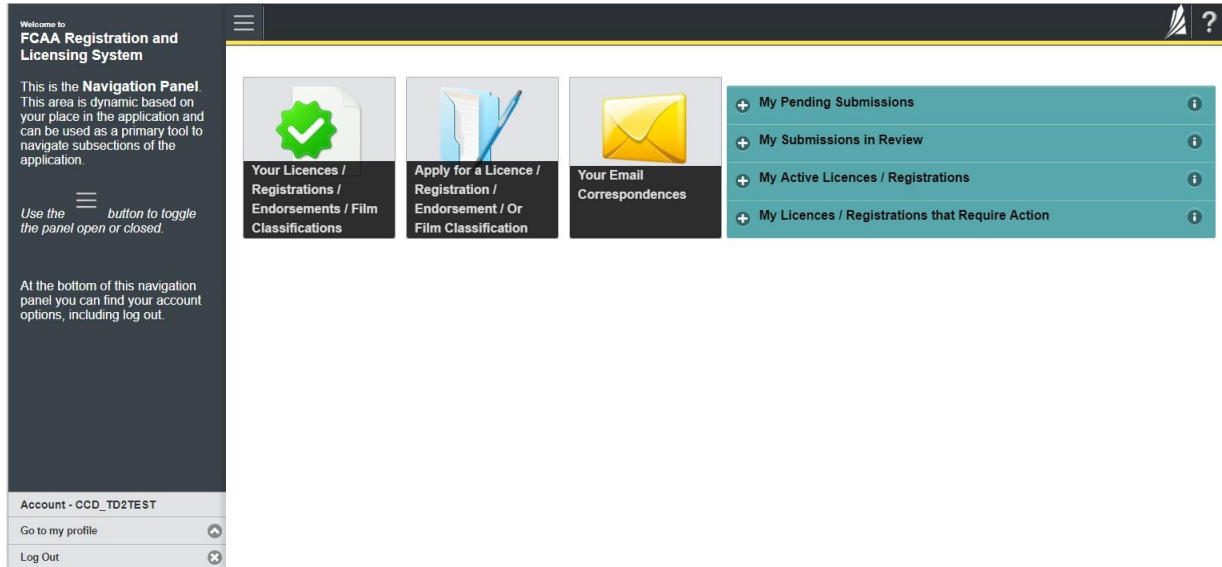 Welcome to
FCAA Registration and
Licensing System
This is the Navigation Panel.
This area is dynamic based on
your place in the application and
can be used as a primary tool to
navigate subsections of the
application.
Use the button to toggle
the panel open or closed.
At the bottom of this navigation
panel you can find your account
options, including log out.
Account - CCD_TD2TEST
Go to my profile
Log Out
?
Your Licences /
Registrations /
Endorsements / Film
Classifications
Apply for a Licence /
Registration /
Endorsement / Or
Film Classification
Your Email
Correspondences
My Pending Submissions
My Submissions in Review
My Active Licences / Registrations
My Licences / Registrations that Require Action